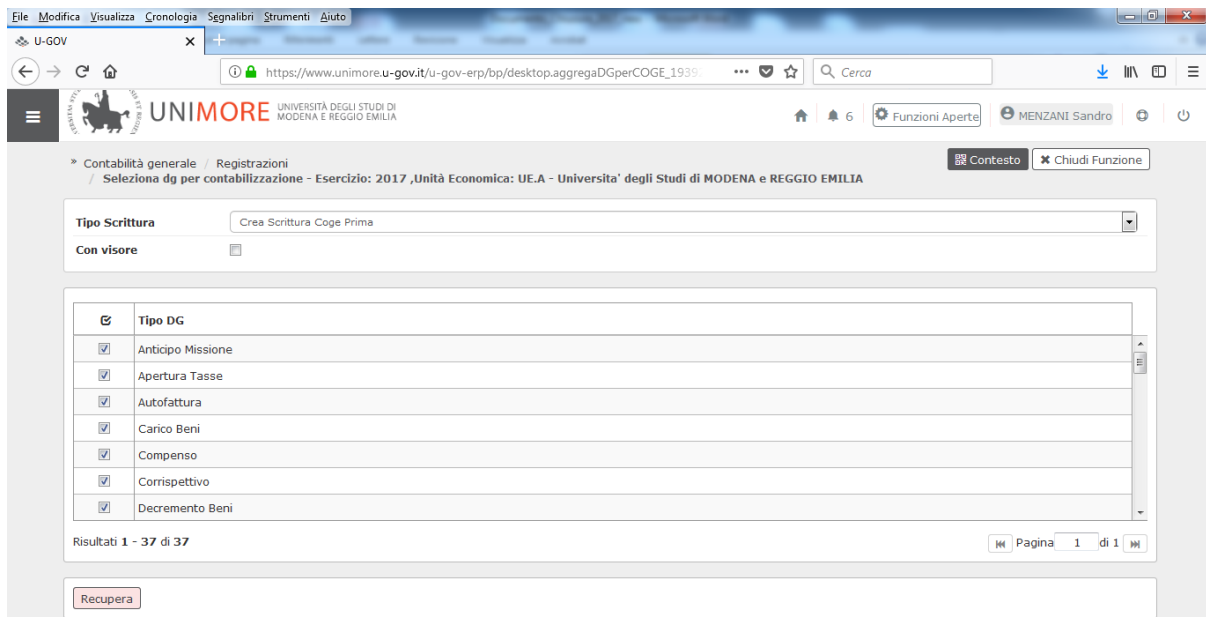 File Modifica Visualizza Cronologia Segnalibri Strumenti Aiuto
U-GOV
https://www.unimore.u-gov.it/u-gov-erp/bp/desktop.aggregaDGperCOGE_1939
Cerca
UNIMORE UNIVERSITÀ DEGLI STUDI DI
MODENA E REGGIO EMILIA
6 Funzioni Aperte MENZANI Sandro
» Contabilità generale / Registrazioni
Contesto Chiudi Funzione
/ Seleziona dg per contabilizzazione - Esercizio: 2017 ,Unità Economica: UE.A - Universita' degli Studi di MODENA e REGGIO EMILIA
Tipo Scrittura Crea Scrittura Coge Prima
Con visore
Tipo DG
Anticipo Missione
Apertura Tasse
Autofattura
Carico Beni
Compenso
Corrispettivo
Decremento Beni
Risultati 1 - 37 di 37 Pagina 1 di 1
Recupera